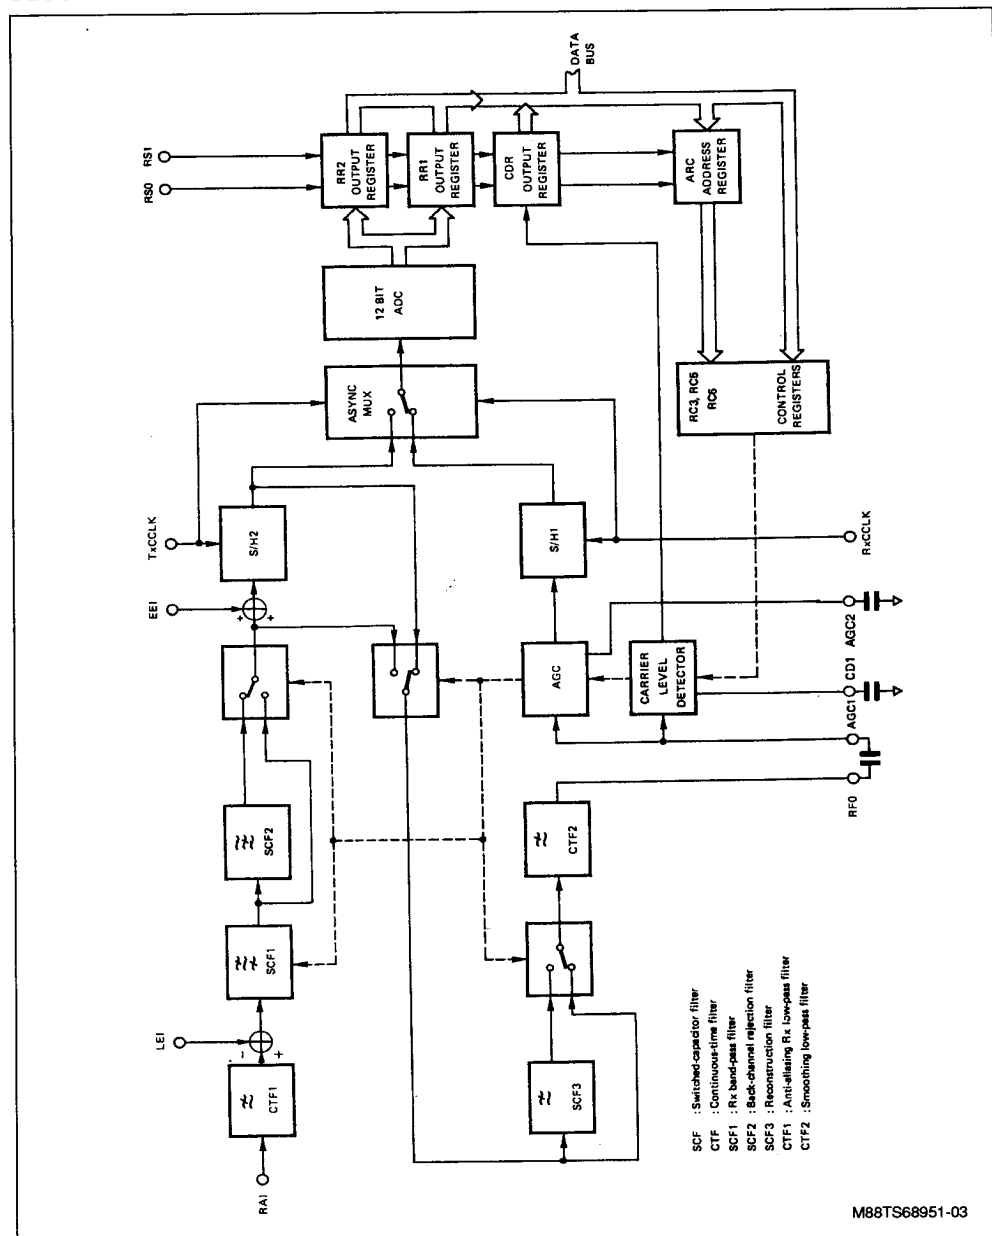 DATA
BUS
RS1
RS0
RR2
OUTPUT
REGISTER
RR1
OUTPUT
REGISTER
CDR
OUTPUT
REGISTER
ARC
ADDRESS
REGISTER
12 BIT
ADC
ASYNC
MUX
RC3, RC5
RC6
CONTROL
REGISTERS
TxCCLK
S/H2
S/H1
RxCCLK
EEI
+
+
AGC
CARRIER
LEVEL
DETECTOR
AGC2
CD1
AGC1
RFO
SCF2
CTF2
SCF1
LEI
−
+
CTF1
SCF3
RAI
SCF : Switched-capacitor filter
CTF : Continuous-time filter
SCF1 : Rx band-pass filter
SCF2 : Back-channel rejection filter
SCF3 : Reconstruction filter
CTF1 : Anti-aliasing Rx low-pass filter
CTF2 : Smoothing low-pass filter
M88TS68951-03